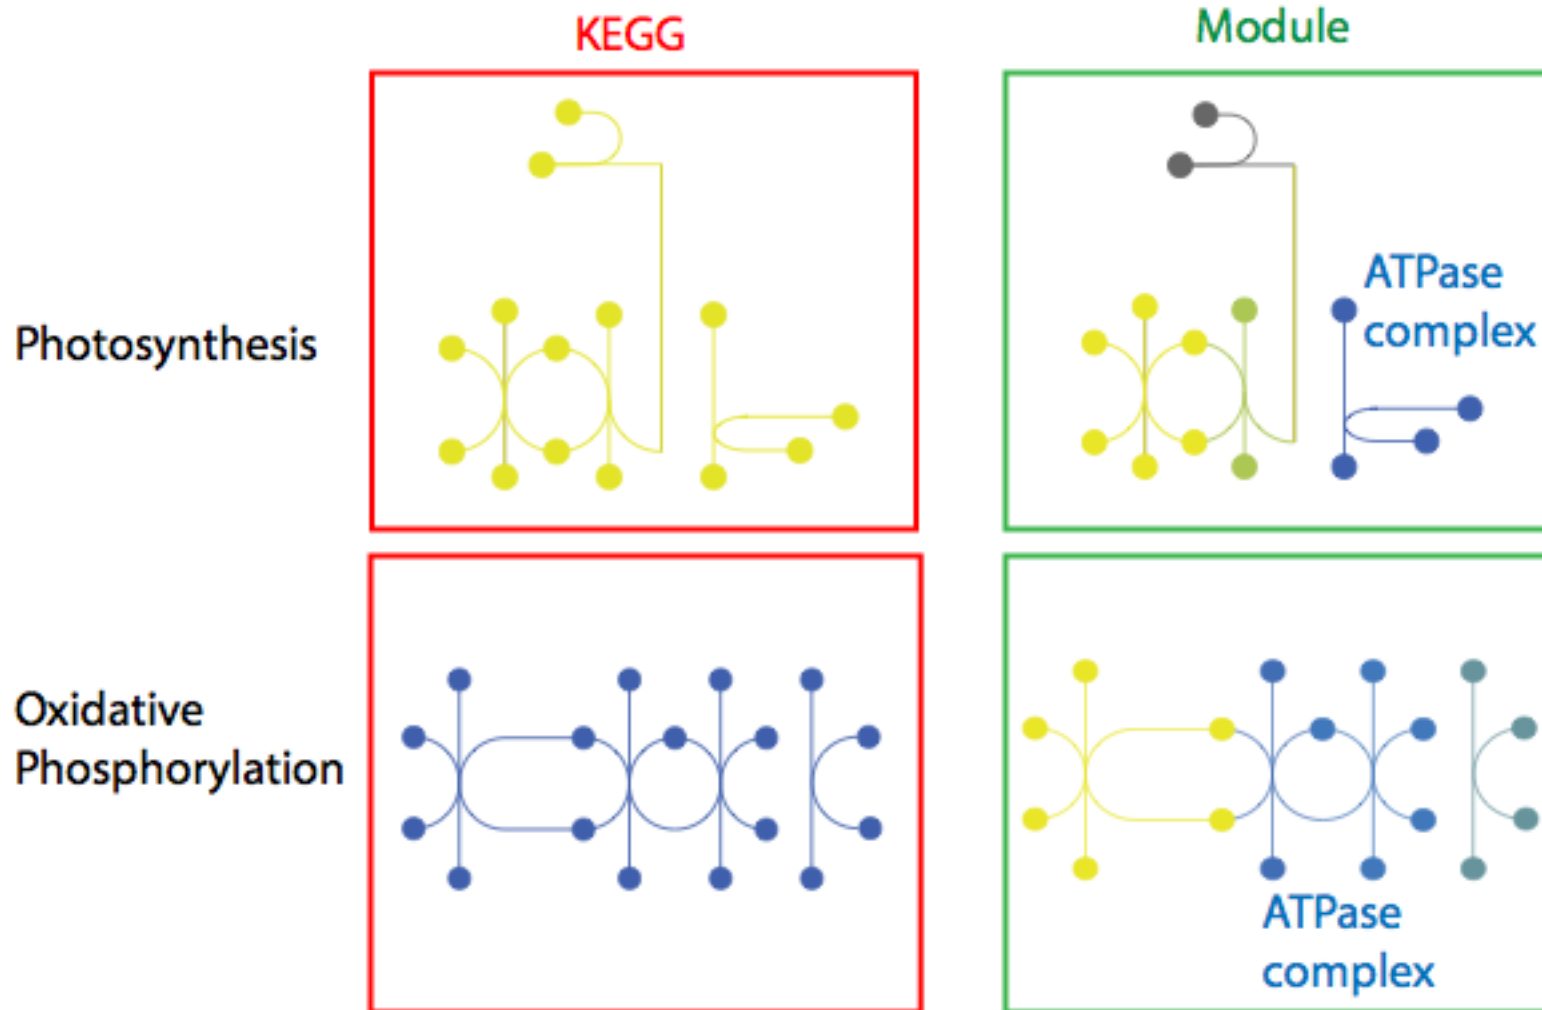 KEGG
Module
Photosynthesis
ATPase
complex
Oxidative
Phosphorylation
ATPase
complex